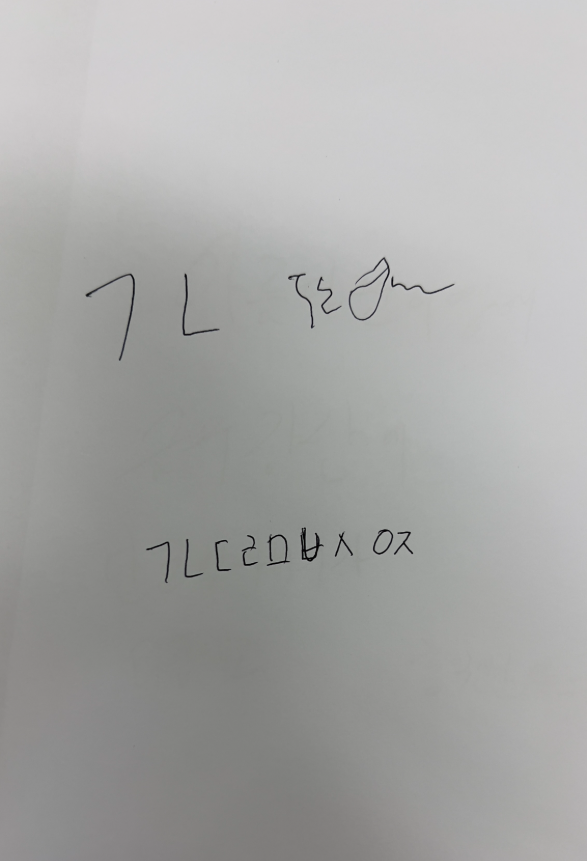 ㄱ ㄴ
ㄱㄴㄷㄹㅁㅂㅅ ㅇㅈ